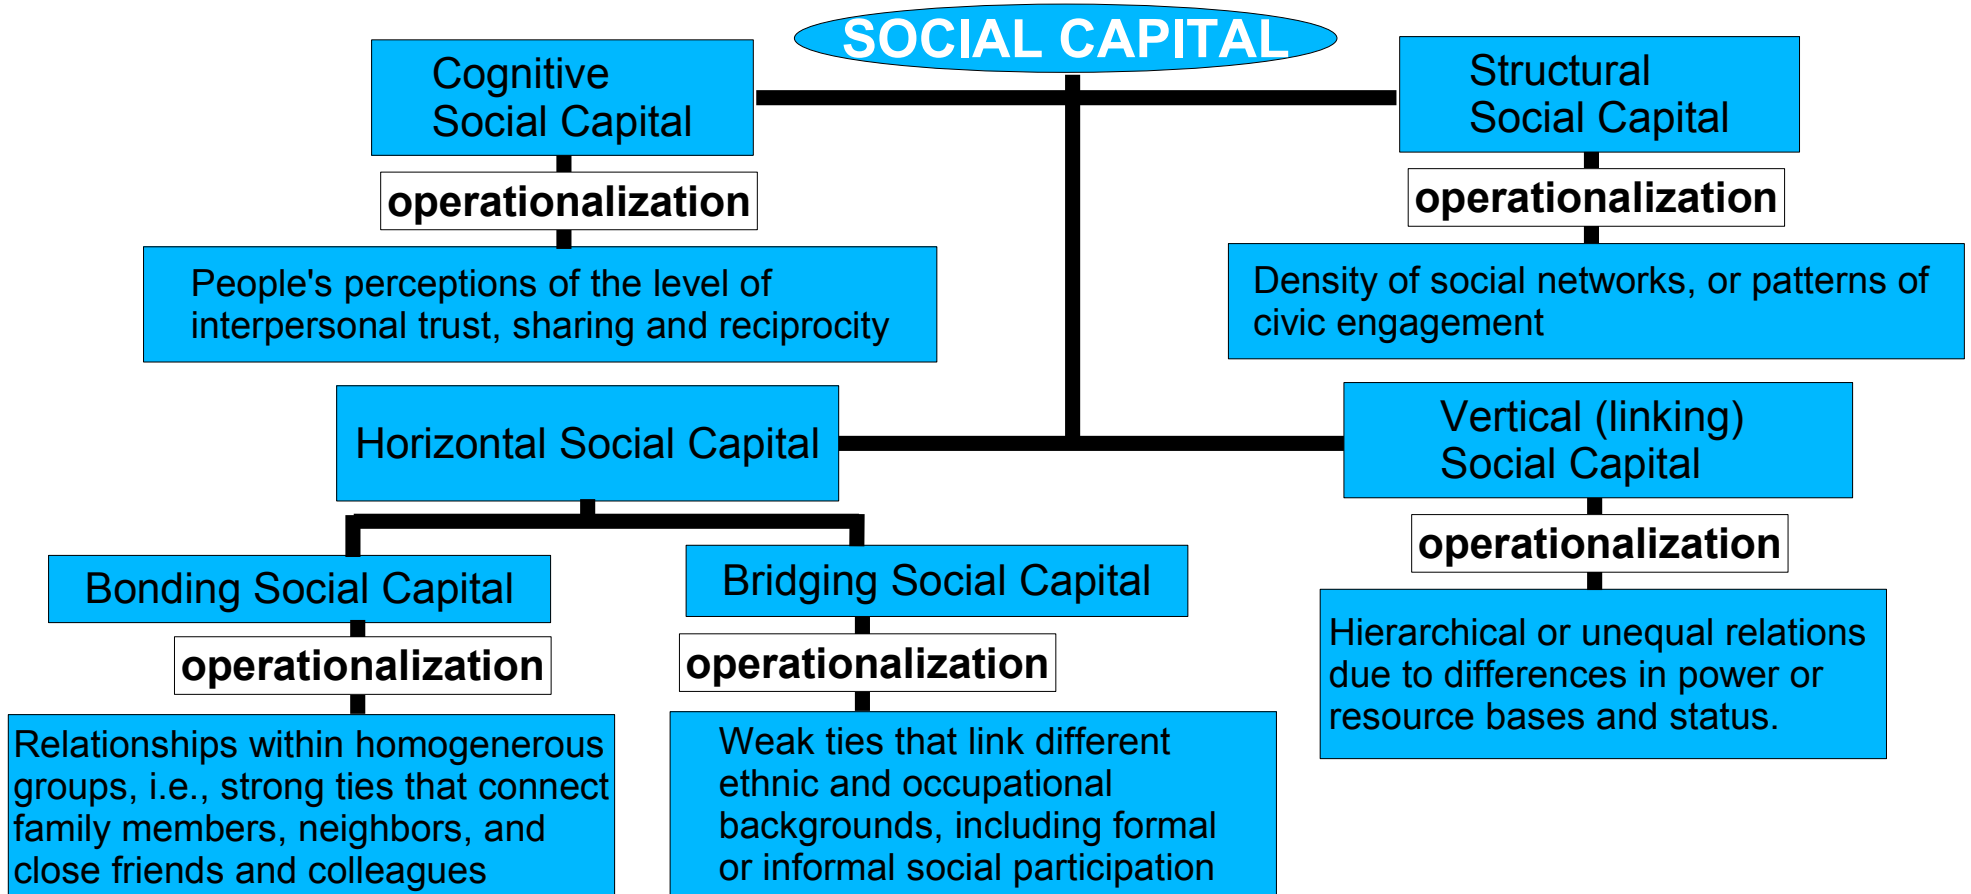 SOCIAL CAPITAL
Cognitive
Social Capital
operationalization
People's perceptions of the level of
interpersonal trust, sharing and reciprocity
Structural
Social Capital
operationalization
Density of social networks, or patterns of
civic engagement
Horizontal Social Capital
Bonding Social Capital
operationalization
Relationships within homogenerous
groups, i.e., strong ties that connect
family members, neighbors, and
close friends and colleagues
Bridging Social Capital
operationalization
Weak ties that link different
ethnic and occupational
backgrounds, including formal
or informal social participation
Vertical (linking)
Social Capital
operationalization
Hierarchical or unequal relations
due to differences in power or
resource bases and status.